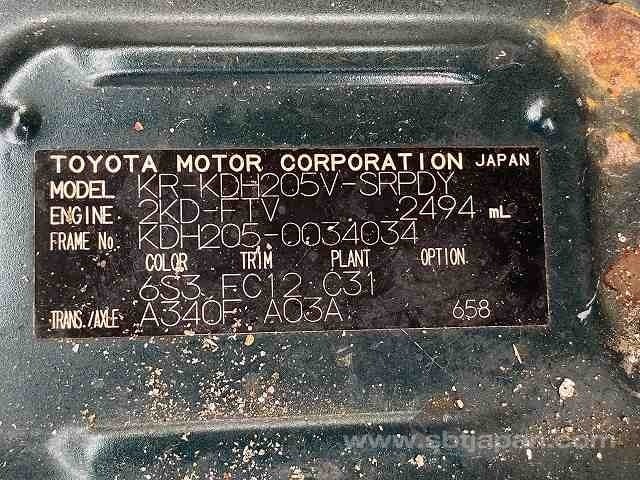 TOYOTA MOTOR CORPORATION JAPAN
MODEL KR-KDH205V-SRPDY
ENGINE 2KD-FTV 2494 mL
FRAME No. KDH205-0034034
COLOR TRIM PLANT OPTION
6S3 FC12 C31
TRANS./AXLE A340F A03A 658
www.sbtjapan.com